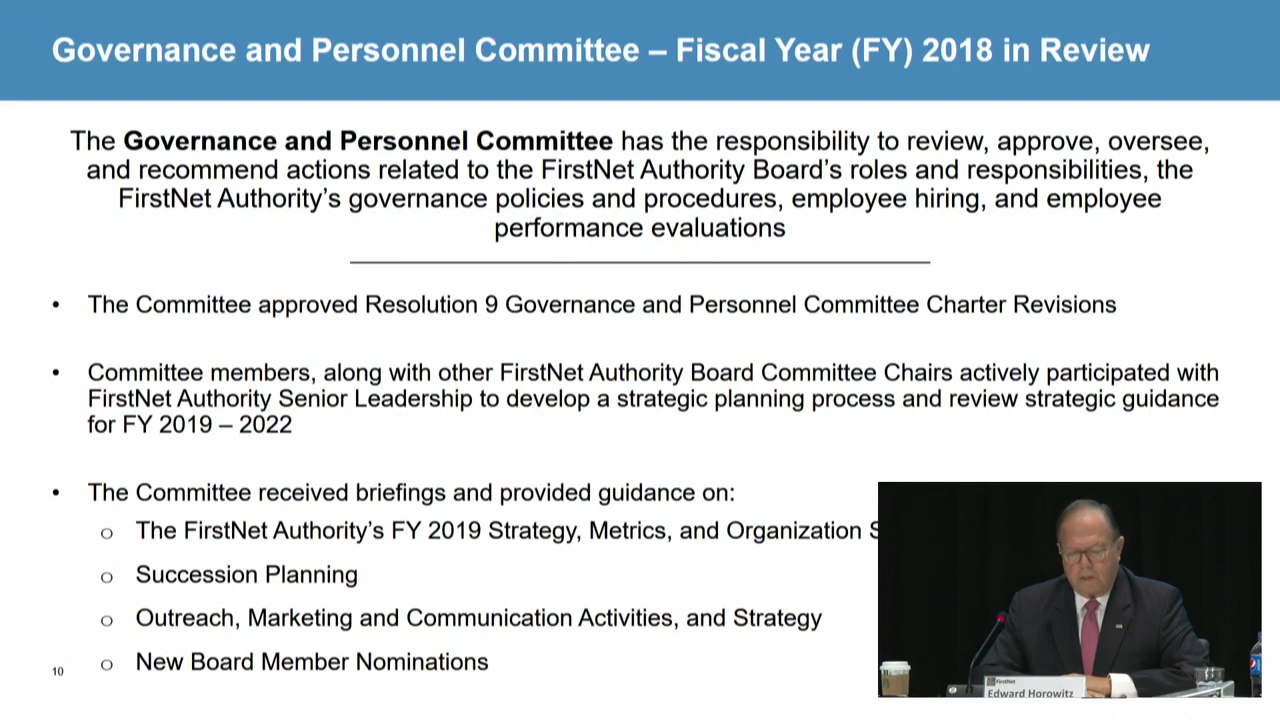 Governance and Personnel Committee – Fiscal Year (FY) 2018 in Review
The Governance and Personnel Committee has the responsibility to review, approve, oversee,
and recommend actions related to the FirstNet Authority Board’s roles and responsibilities, the
FirstNet Authority’s governance policies and procedures, employee hiring, and employee
performance evaluations
• The Committee approved Resolution 9 Governance and Personnel Committee Charter Revisions
• Committee members, along with other FirstNet Authority Board Committee Chairs actively participated with
FirstNet Authority Senior Leadership to develop a strategic planning process and review strategic guidance
for FY 2019 – 2022
• The Committee received briefings and provided guidance on:
o The FirstNet Authority’s FY 2019 Strategy, Metrics, and Organization
o Succession Planning
o Outreach, Marketing and Communication Activities, and Strategy
o New Board Member Nominations
10
FirstNet
Edward Horowitz